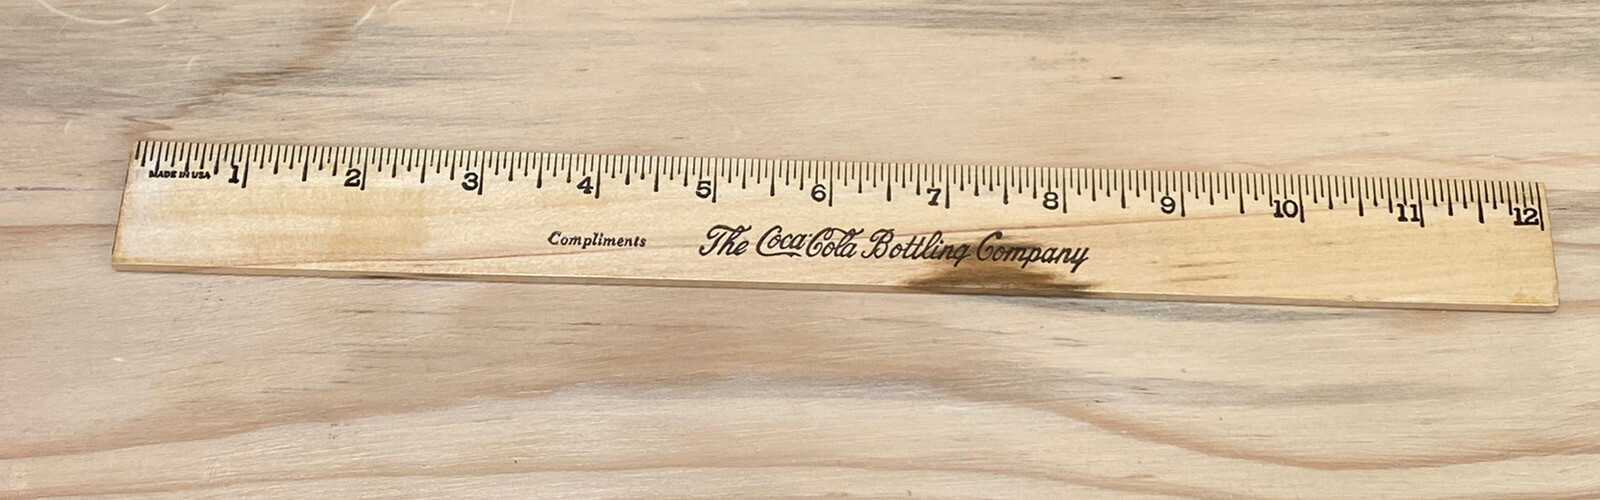 1 2 3 4 5 6 7 8 9 10 11 12
MADE IN USA
Compliments The Coca-Cola Bottling Company